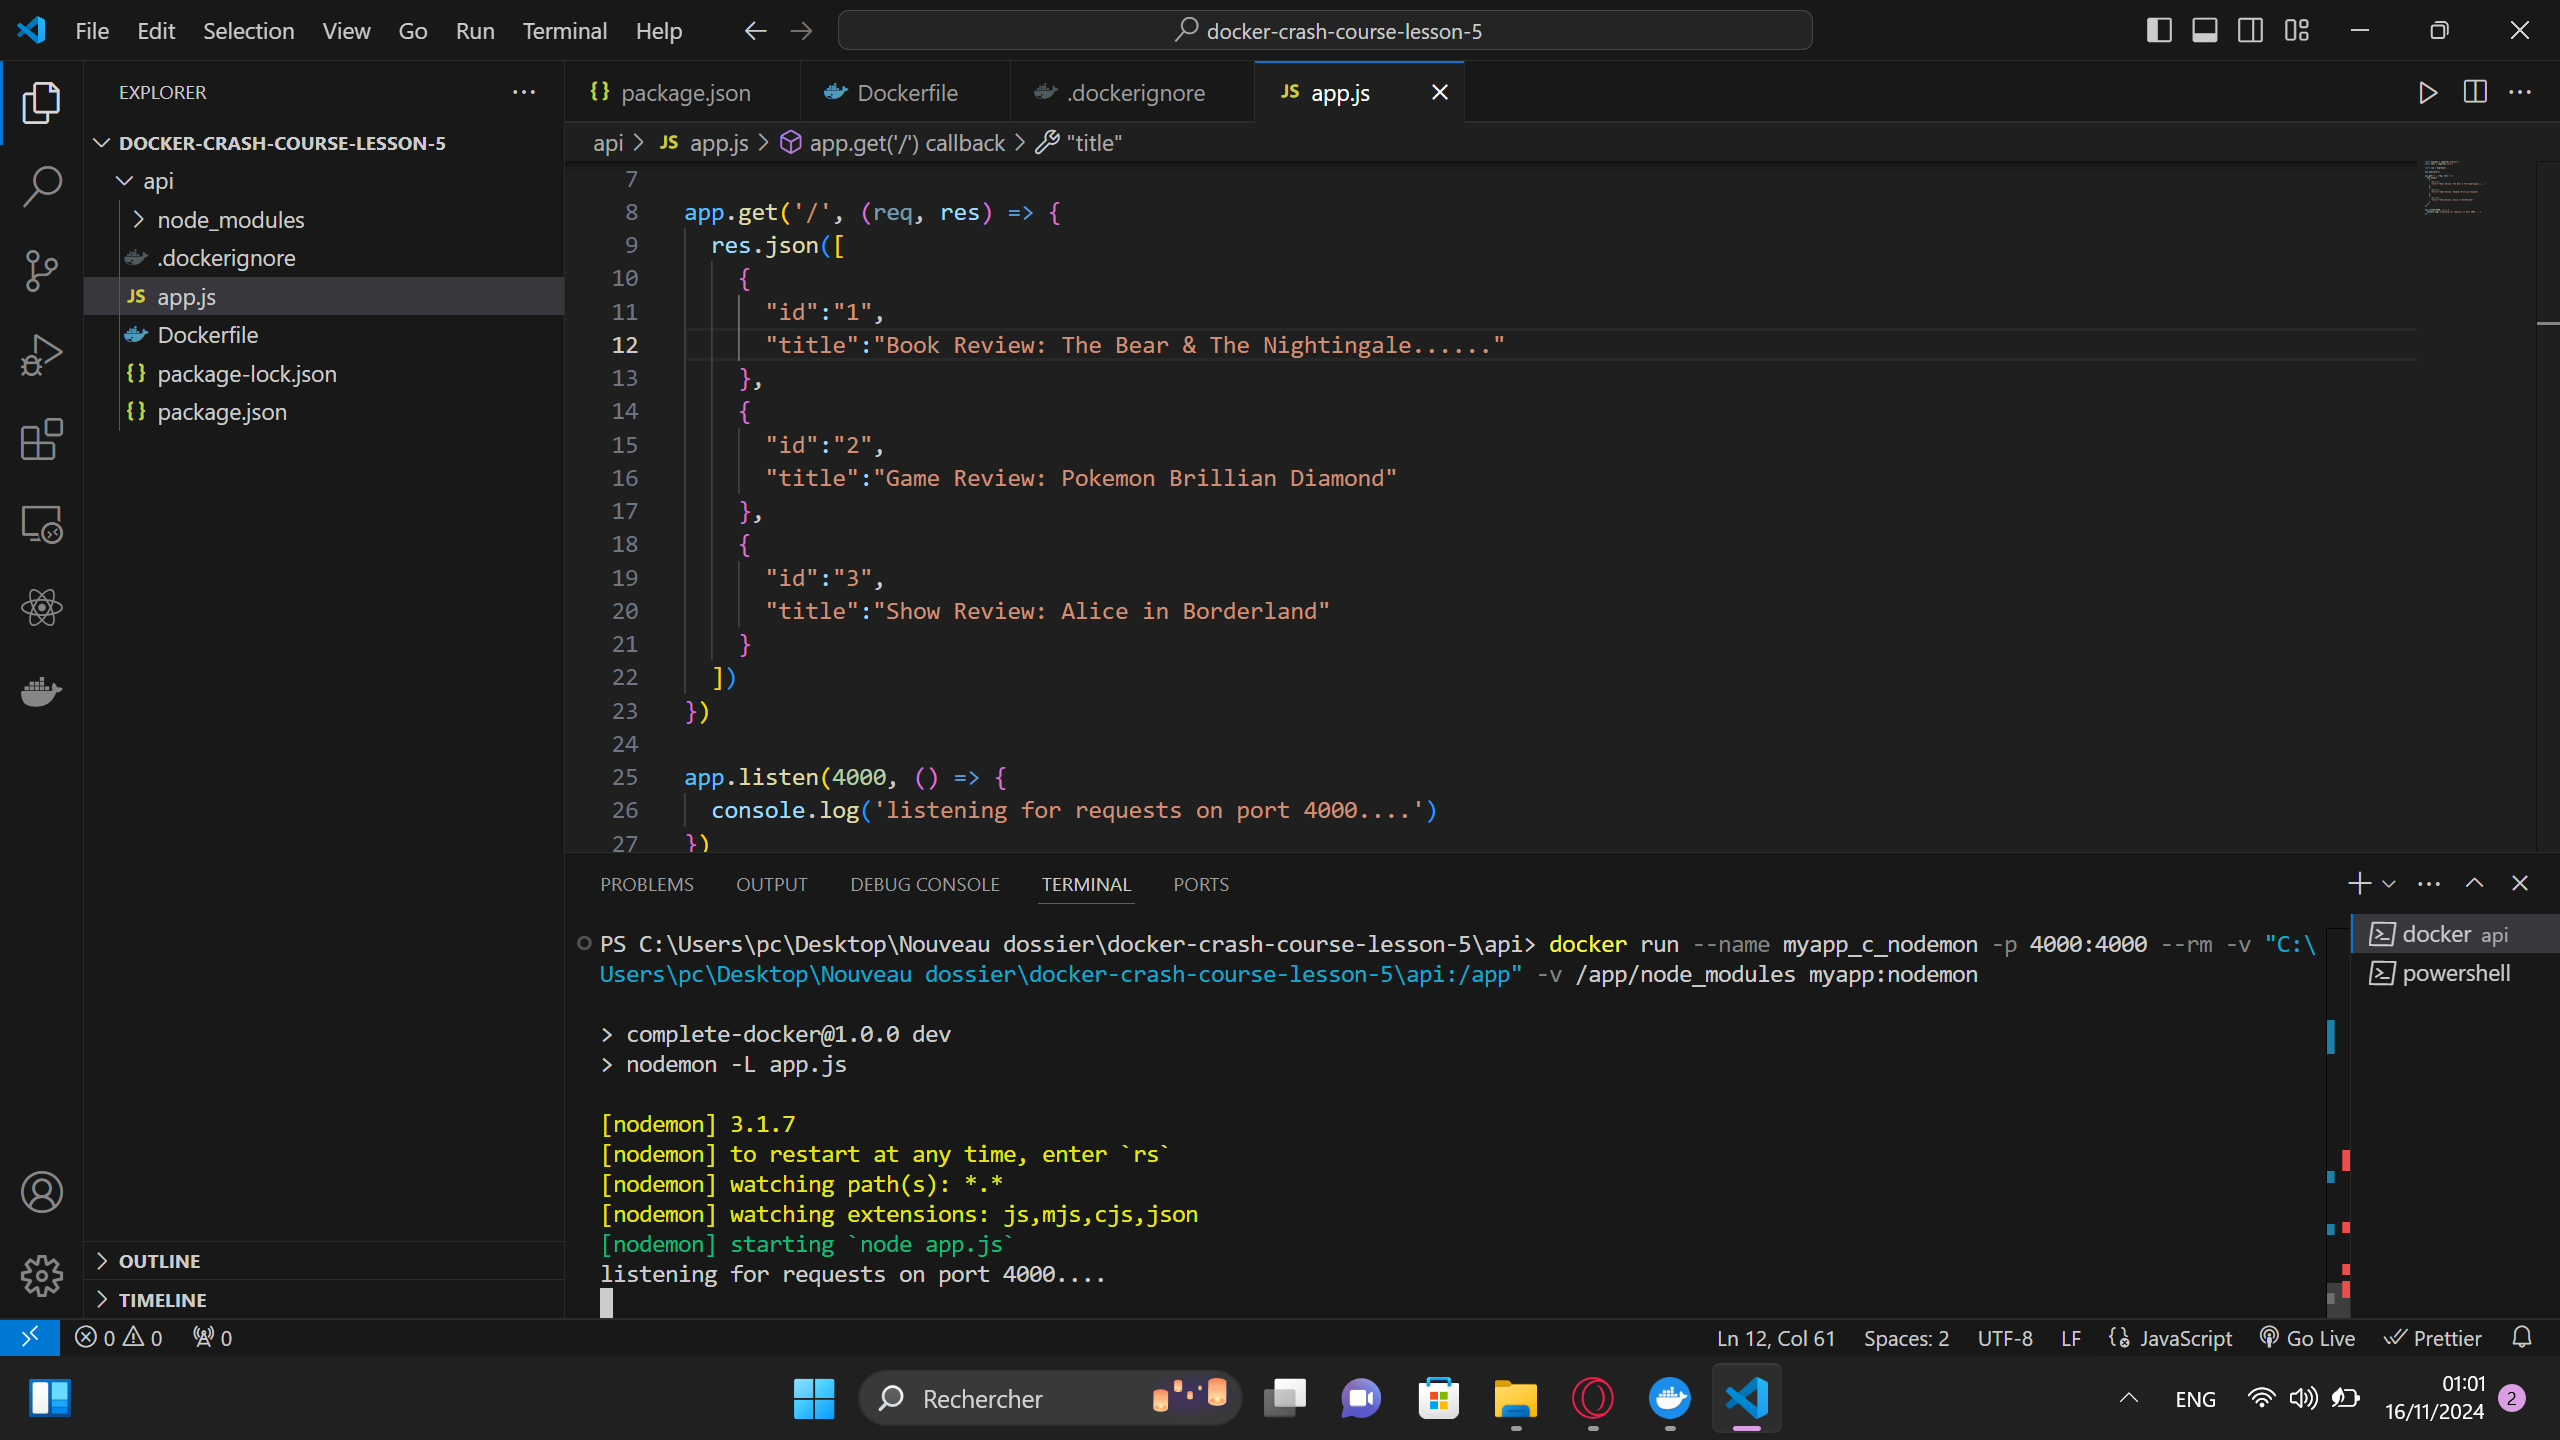 File Edit Selection View Go Run Terminal Help docker-crash-course-lesson-5
EXPLORER
DOCKER-CRASH-COURSE-LESSON-5
api
node_modules
.dockerignore
JS app.js
Dockerfile
{} package-lock.json
{} package.json
OUTLINE
TIMELINE
{} package.json Dockerfile .dockerignore JS app.js
api > JS app.js > app.get('/') callback > "title"
7
8 app.get('/', (req, res) => {
9 res.json([
10 {
11 "id":"1",
12 "title":"Book Review: The Bear & The Nightingale......"
13 },
14 {
15 "id":"2",
16 "title":"Game Review: Pokemon Brillian Diamond"
17 },
18 {
19 "id":"3",
20 "title":"Show Review: Alice in Borderland"
21 }
22 ])
23 })
24
25 app.listen(4000, () => {
26 console.log('listening for requests on port 4000....')
27 })
PROBLEMS OUTPUT DEBUG CONSOLE TERMINAL PORTS
PS C:\Users\pc\Desktop\Nouveau dossier\docker-crash-course-lesson-5\api> docker run --name myapp_c_nodemon -p 4000:4000 --rm -v "C:\
Users\pc\Desktop\Nouveau dossier\docker-crash-course-lesson-5\api:/app" -v /app/node_modules myapp:nodemon
> complete-docker@1.0.0 dev
> nodemon -L app.js
[nodemon] 3.1.7
[nodemon] to restart at any time, enter `rs`
[nodemon] watching path(s): *.*
[nodemon] watching extensions: js,mjs,cjs,json
[nodemon] starting `node app.js`
listening for requests on port 4000....
docker api
powershell
0 0 0 Ln 12, Col 61 Spaces: 2 UTF-8 LF JavaScript Go Live Prettier
Rechercher ENG 01:01
16/11/2024 2